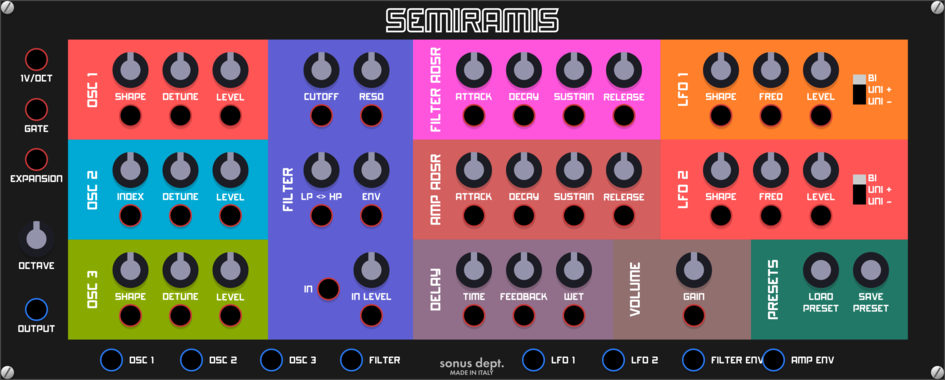 SEMIRAMIS
1V/OCT
GATE
EXPANSION
OCTAVE
OUTPUT
OSC 1
SHAPE DETUNE LEVEL
OSC 2
INDEX DETUNE LEVEL
OSC 3
SHAPE DETUNE LEVEL
FILTER
CUTOFF RESO
LP <> HP ENV
IN IN LEVEL
FILTER ADSR
ATTACK DECAY SUSTAIN RELEASE
AMP ADSR
ATTACK DECAY SUSTAIN RELEASE
DELAY
TIME FEEDBACK WET
VOLUME
GAIN
LFO 1
SHAPE FREQ LEVEL
BI
UNI +
UNI -
LFO 2
SHAPE FREQ LEVEL
BI
UNI +
UNI -
PRESETS
LOAD
PRESET
SAVE
PRESET
OSC 1 OSC 2 OSC 3 FILTER
sonus dept.
MADE IN ITALY
LFO 1 LFO 2 FILTER ENV AMP ENV